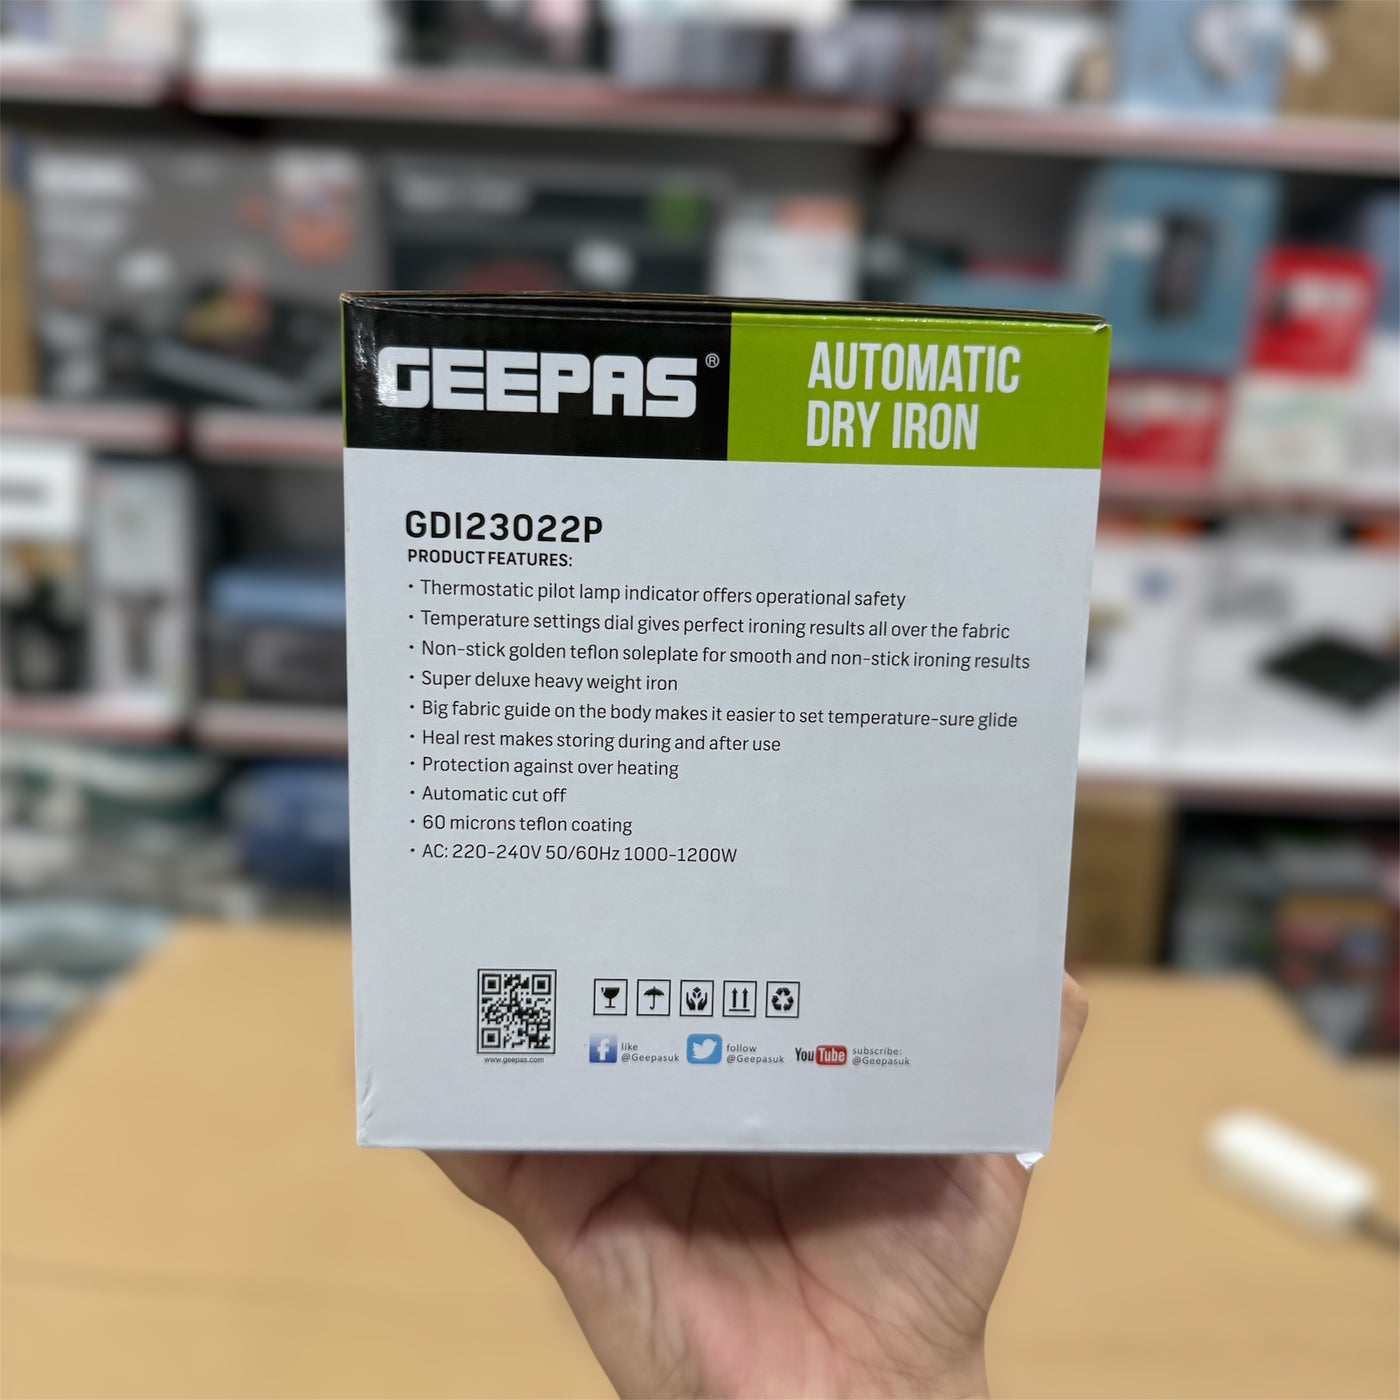 GEEPAS®
AUTOMATIC
DRY IRON
GDI23022P
PRODUCT FEATURES:
· Thermostatic pilot lamp indicator offers operational safety
· Temperature settings dial gives perfect ironing results all over the fabric
· Non-stick golden teflon soleplate for smooth and non-stick ironing results
· Super deluxe heavy weight iron
· Big fabric guide on the body makes it easier to set temperature-sure glide
· Heal rest makes storing during and after use
· Protection against over heating
· Automatic cut off
· 60 microns teflon coating
· AC: 220-240V 50/60Hz 1000-1200W
www.geepas.com
f like
@Geepasuk
follow
@Geepasuk
YouTube subscribe:
@Geepasuk